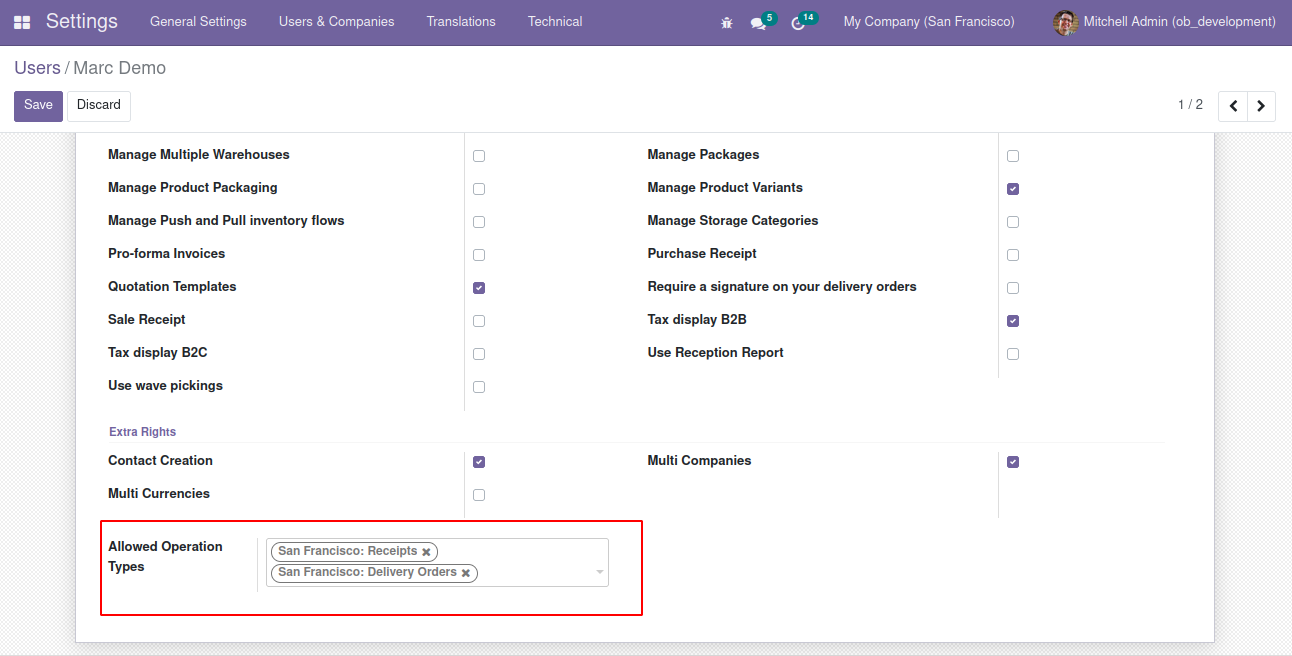 Settings General Settings Users & Companies Translations Technical 5 14 My Company (San Francisco) Mitchell Admin (ob_development)
Users / Marc Demo
Save Discard 1 / 2
Manage Multiple Warehouses Manage Packages
Manage Product Packaging Manage Product Variants
Manage Push and Pull inventory flows Manage Storage Categories
Pro-forma Invoices Purchase Receipt
Quotation Templates Require a signature on your delivery orders
Sale Receipt Tax display B2B
Tax display B2C Use Reception Report
Use wave pickings
Extra Rights
Contact Creation Multi Companies
Multi Currencies
Allowed Operation
Types
San Francisco: Receipts
San Francisco: Delivery Orders